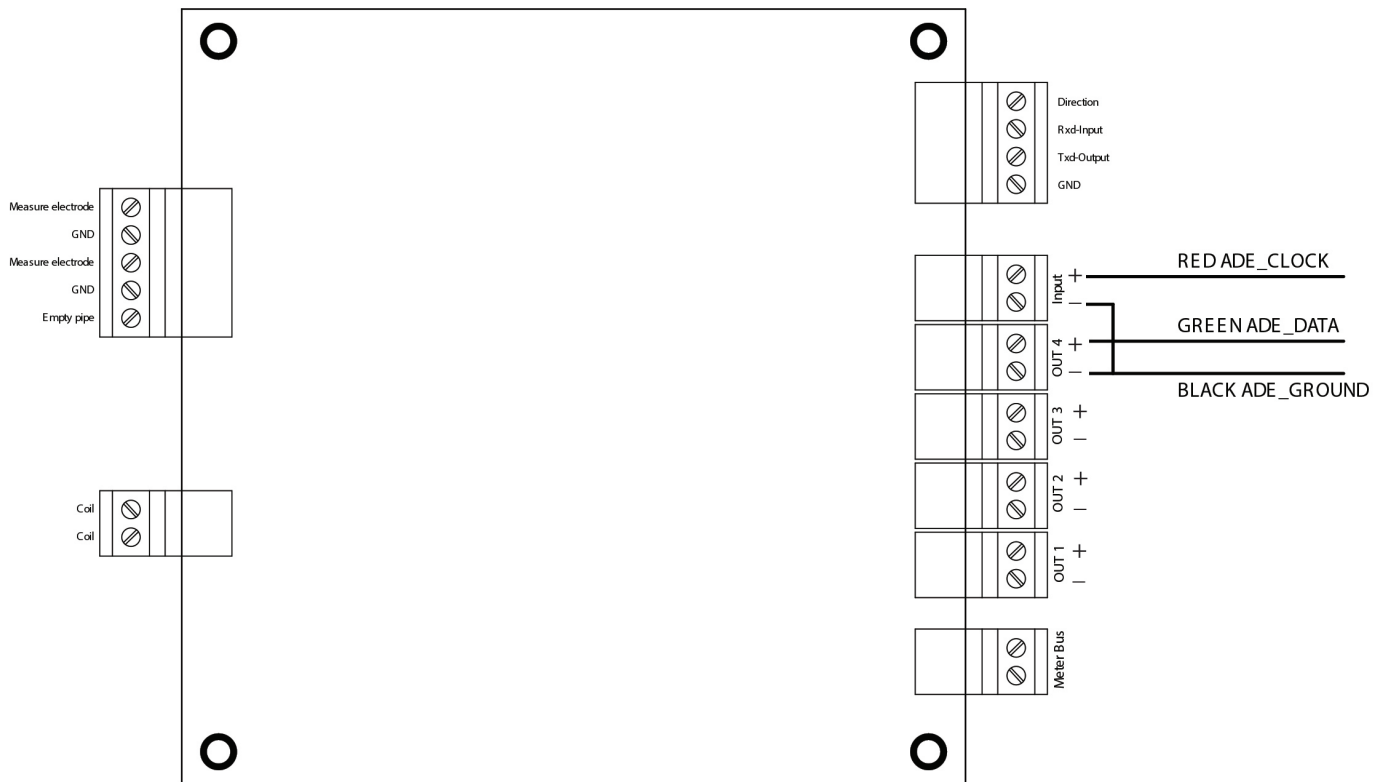 Measure electrode
GND
Measure electrode
GND
Empty pipe
Coil
Coil
Direction
Rxd-Input
Txd-Output
GND
Input
+
–
RED ADE_CLOCK
OUT 4
+
–
GREEN ADE_DATA
BLACK ADE_GROUND
OUT 3
+
–
OUT 2
+
–
OUT 1
+
–
Meter Bus